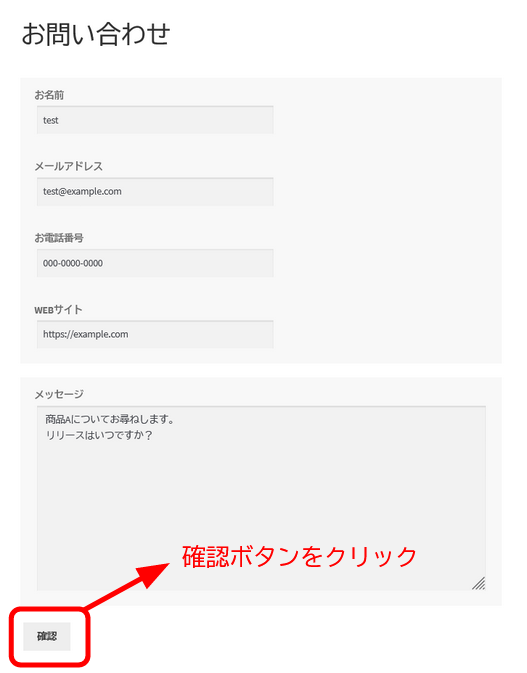 お問い合わせ
お名前
test
メールアドレス
test@example.com
お電話番号
000-0000-0000
WEBサイト
https://example.com
メッセージ
商品Aについてお尋ねします。
リリースはいつですか？
確認ボタンをクリック
確認